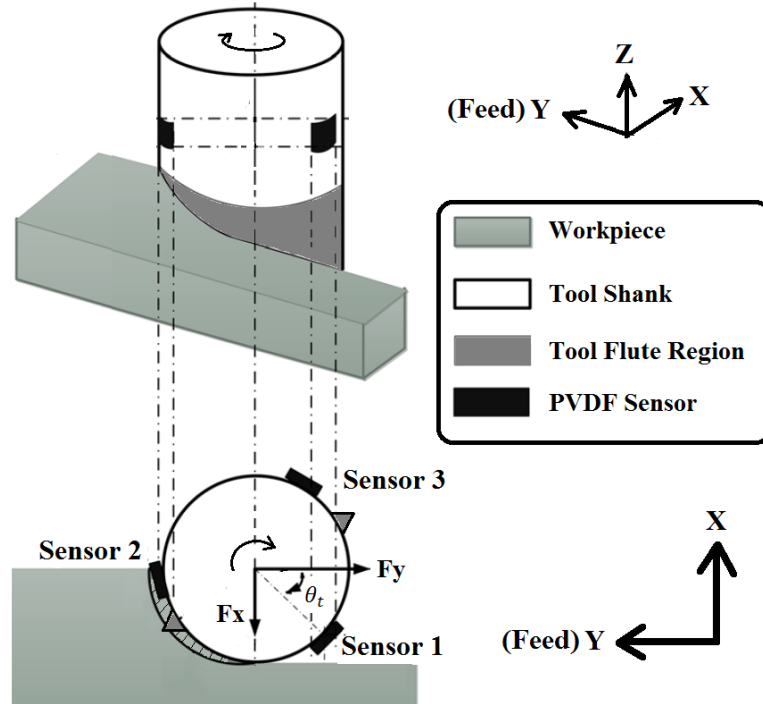 Z
X
(Feed) Y
Workpiece
Tool Shank
Tool Flute Region
PVDF Sensor
Sensor 3
Sensor 2
Fy
θt
Fx
Sensor 1
X
(Feed) Y